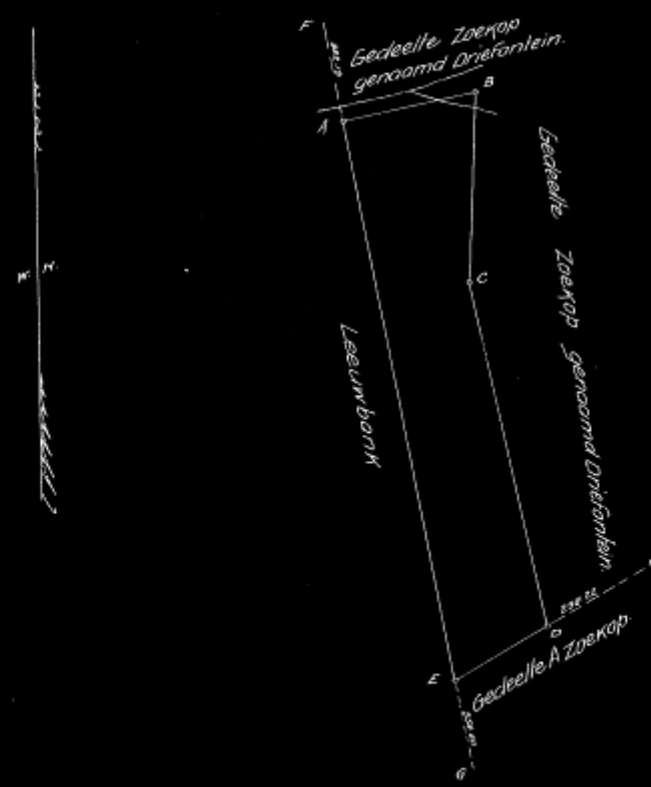 F
Gedeelte Zoekop
genaamd Driefontein.
B
A
Gedeelte Zoekop genaamd Driefontein.
C
Leeuwbank
D
E
Gedeelte A Zoekop.
G